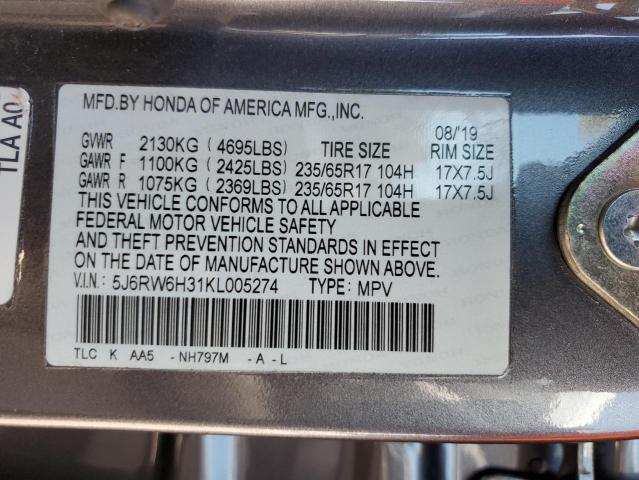 MFD.BY HONDA OF AMERICA MFG.,INC.
08/'19
GVWR 2130KG (4695LBS) TIRE SIZE RIM SIZE
GAWR F 1100KG (2425LBS) 235/65R17 104H 17X7.5J
GAWR R 1075KG (2369LBS) 235/65R17 104H 17X7.5J
THIS VEHICLE CONFORMS TO ALL APPLICABLE
FEDERAL MOTOR VEHICLE SAFETY
AND THEFT PREVENTION STANDARDS IN EFFECT
ON THE DATE OF MANUFACTURE SHOWN ABOVE.
V.I.N: 5J6RW6H31KL005274 TYPE: MPV
TLC K AA5 -NH797M -A -L
TLA A0